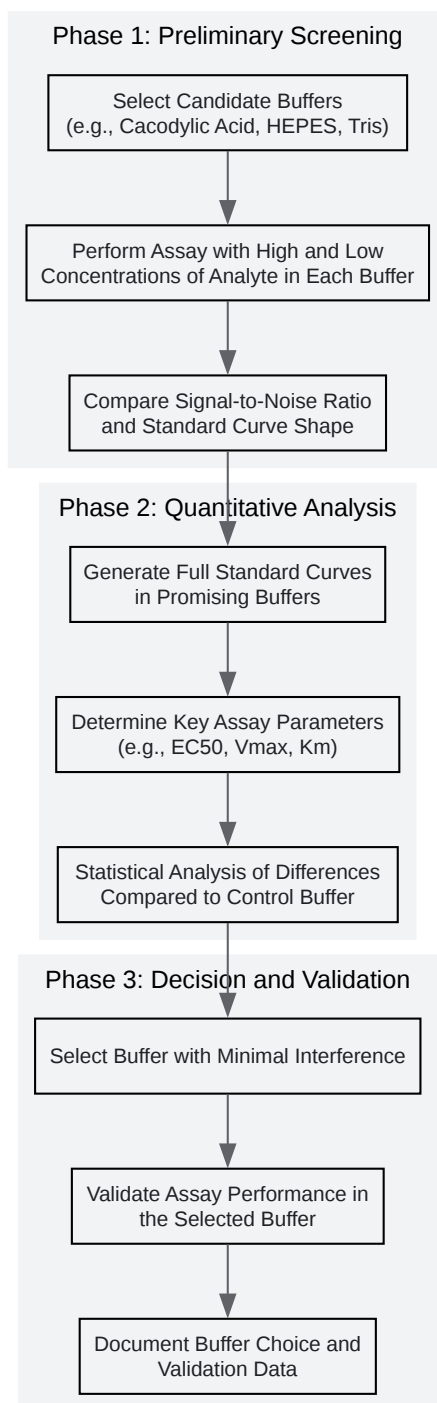 Phase 1: Preliminary Screening
Select Candidate Buffers
(e.g., Cacodylic Acid, HEPES, Tris)
Perform Assay with High and Low
Concentrations of Analyte in Each Buffer
Compare Signal-to-Noise Ratio
and Standard Curve Shape
Phase 2: Quantitative Analysis
Generate Full Standard Curves
in Promising Buffers
Determine Key Assay Parameters
(e.g., EC50, Vmax, Km)
Statistical Analysis of Differences
Compared to Control Buffer
Phase 3: Decision and Validation
Select Buffer with Minimal Interference
Validate Assay Performance in
the Selected Buffer
Document Buffer Choice and
Validation Data